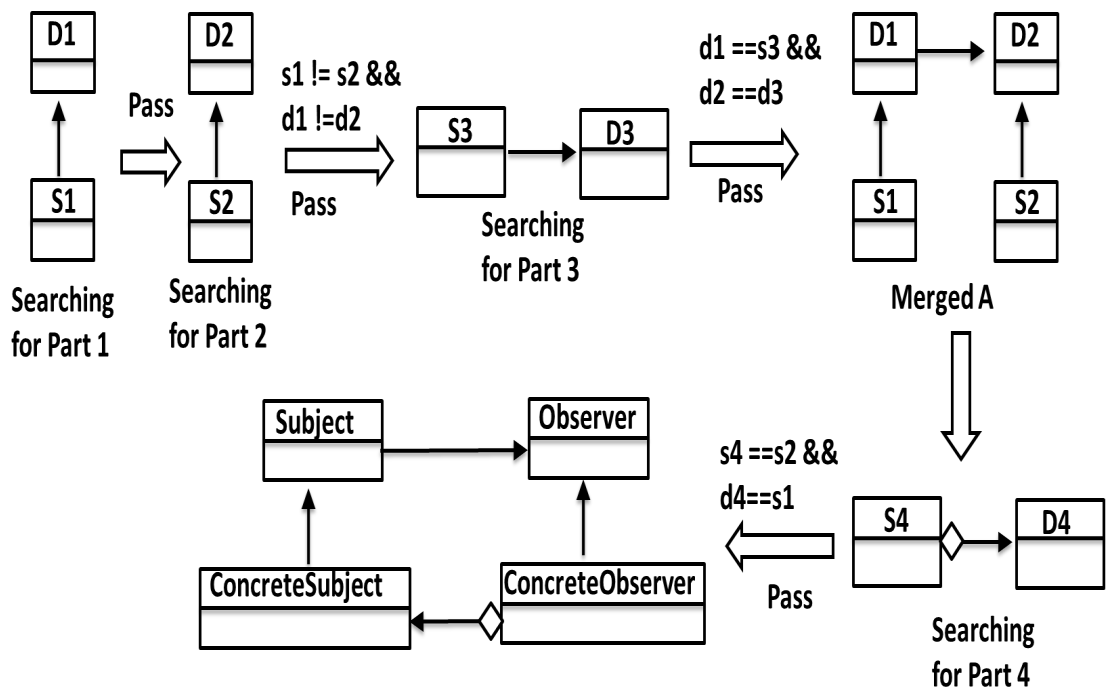 D1
Pass
S1
Searching
for Part 1
D2
S2
Searching
for Part 2
s1 != s2 &&
d1 !=d2
Pass
S3
D3
Searching
for Part 3
d1 ==s3 &&
d2 ==d3
Pass
D1
D2
S1
S2
Merged A
S4
D4
Searching
for Part 4
s4 ==s2 &&
d4==s1
Pass
Subject
Observer
ConcreteSubject
ConcreteObserver